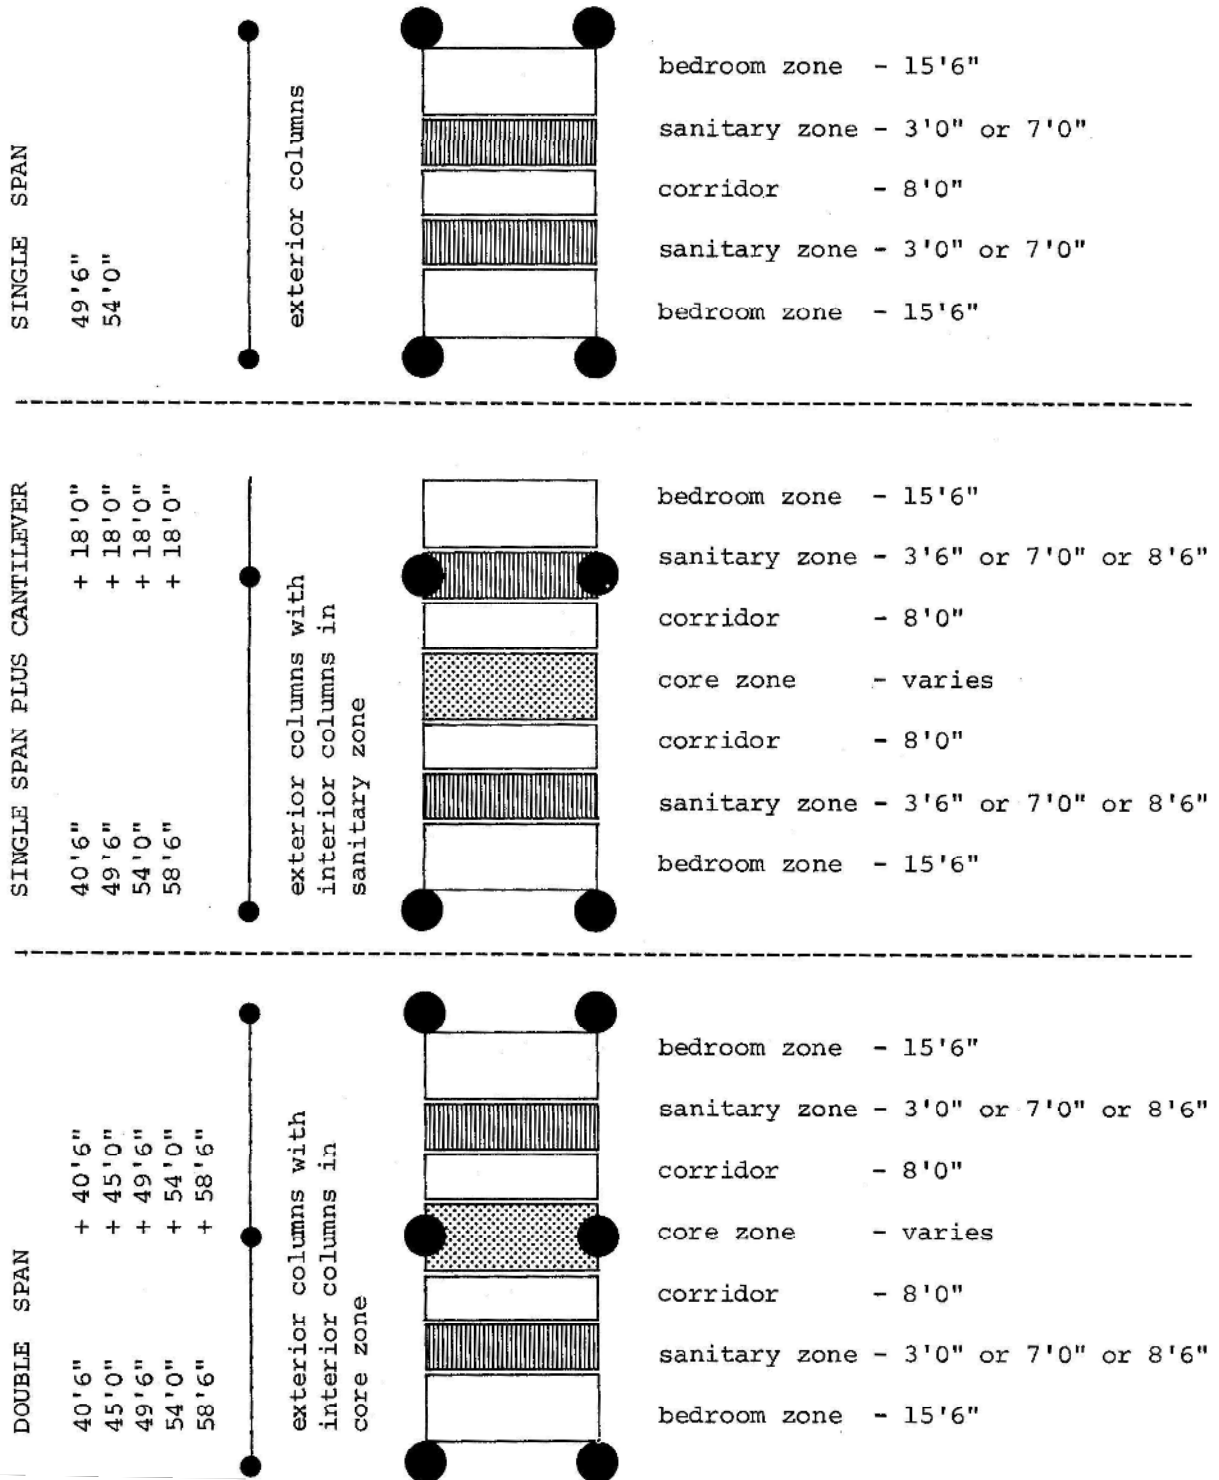 SINGLE SPAN
49'6"
54'0"
exterior columns
bedroom zone - 15'6"
sanitary zone - 3'0" or 7'0"
corridor - 8'0"
sanitary zone - 3'0" or 7'0"
bedroom zone - 15'6"
SINGLE SPAN PLUS CANTILEVER
40'6" + 18'0"
49'6" + 18'0"
54'0" + 18'0"
58'6" + 18'0"
exterior columns with
interior columns in
sanitary zone
bedroom zone - 15'6"
sanitary zone - 3'6" or 7'0" or 8'6"
corridor - 8'0"
core zone - varies
corridor - 8'0"
sanitary zone - 3'6" or 7'0" or 8'6"
bedroom zone - 15'6"
DOUBLE SPAN
40'6" + 40'6"
45'0" + 45'0"
49'6" + 49'6"
54'0" + 54'0"
58'6" + 58'6"
exterior columns with
interior columns in
core zone
bedroom zone - 15'6"
sanitary zone - 3'0" or 7'0" or 8'6"
corridor - 8'0"
core zone - varies
corridor - 8'0"
sanitary zone - 3'0" or 7'0" or 8'6"
bedroom zone - 15'6"